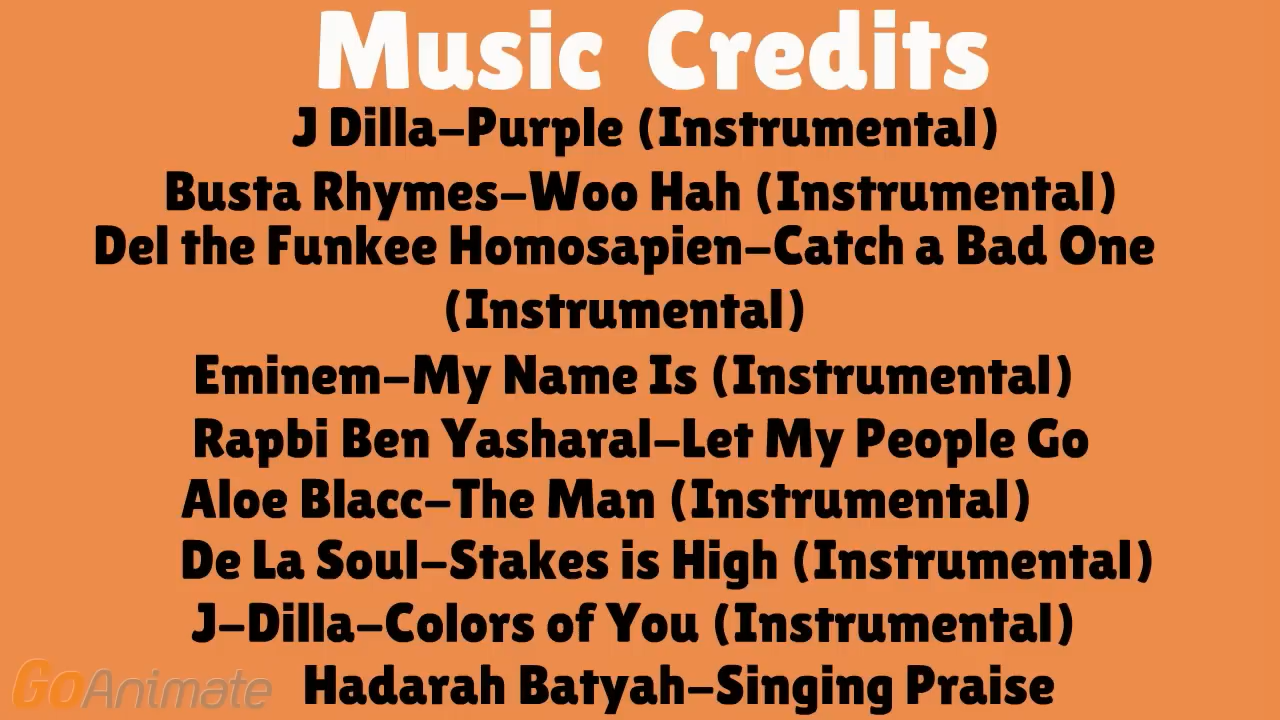 Music Credits
J Dilla-Purple (Instrumental)
Busta Rhymes-Woo Hah (Instrumental)
Del the Funkee Homosapien-Catch a Bad One
(Instrumental)
Eminem-My Name Is (Instrumental)
Rapbi Ben Yasharal-Let My People Go
Aloe Blacc-The Man (Instrumental)
De La Soul-Stakes is High (Instrumental)
J-Dilla-Colors of You (Instrumental)
Hadarah Batyah-Singing Praise
GoAnimate